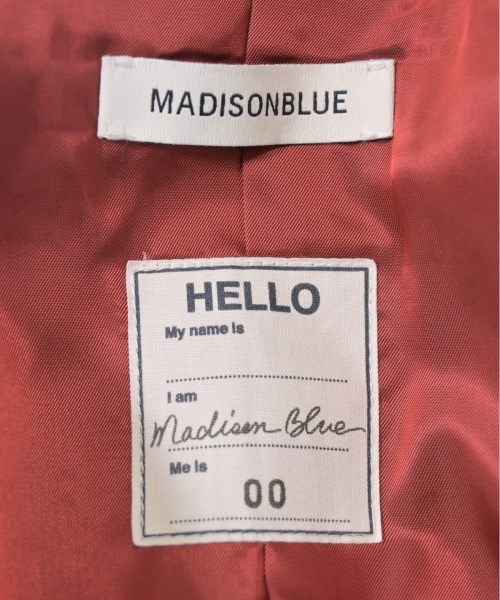 MADISONBLUE
HELLO
My name is
I am
Madison Blue
Me is
00